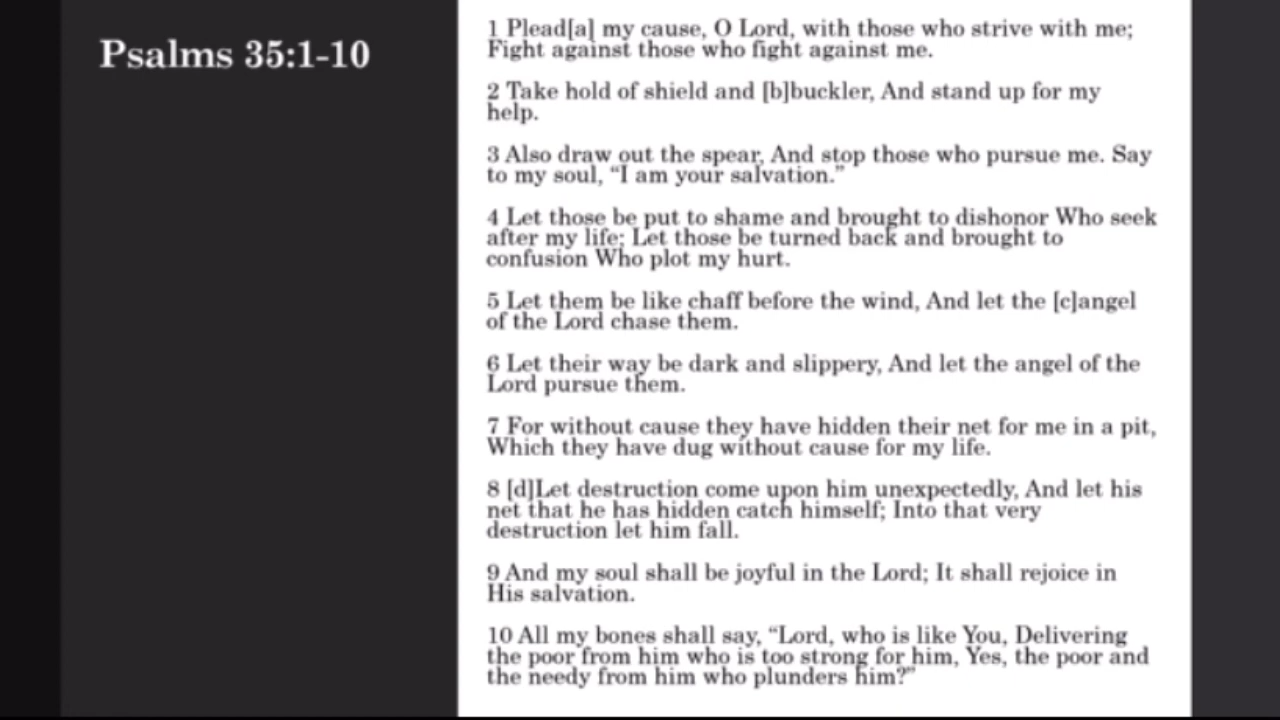 Psalms 35:1-10
1 Plead[a] my cause, O Lord, with those who strive with me;
Fight against those who fight against me.
2 Take hold of shield and [b]buckler, And stand up for my
help.
3 Also draw out the spear, And stop those who pursue me. Say
to my soul, “I am your salvation.”
4 Let those be put to shame and brought to dishonor Who seek
after my life; Let those be turned back and brought to
confusion Who plot my hurt.
5 Let them be like chaff before the wind, And let the [c]angel
of the Lord chase them.
6 Let their way be dark and slippery, And let the angel of the
Lord pursue them.
7 For without cause they have hidden their net for me in a pit,
Which they have dug without cause for my life.
8 [d]Let destruction come upon him unexpectedly, And let his
net that he has hidden catch himself; Into that very
destruction let him fall.
9 And my soul shall be joyful in the Lord; It shall rejoice in
His salvation.
10 All my bones shall say, “Lord, who is like You, Delivering
the poor from him who is too strong for him, Yes, the poor and
the needy from him who plunders him?”